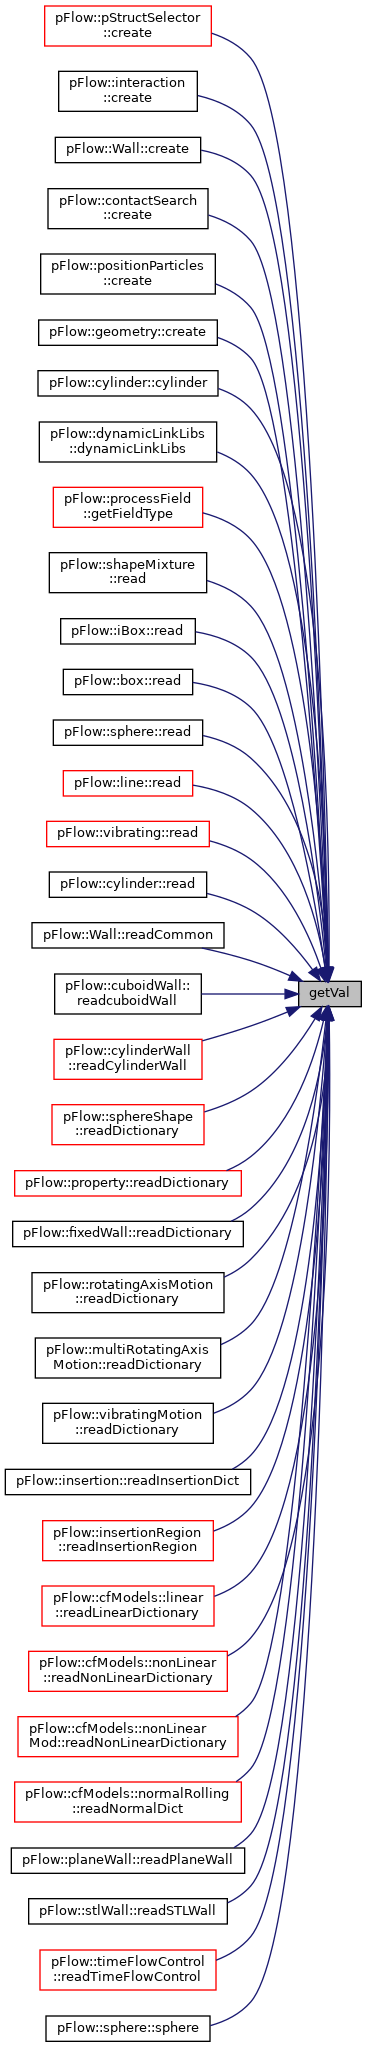 pFlow::pStructSelector
::create
pFlow::interaction
::create
pFlow::Wall::create
pFlow::contactSearch
::create
pFlow::positionParticles
::create
pFlow::geometry::create
pFlow::cylinder::cylinder
pFlow::dynamicLinkLibs
::dynamicLinkLibs
pFlow::processField
::getFieldType
pFlow::shapeMixture
::read
pFlow::iBox::read
pFlow::box::read
pFlow::sphere::read
pFlow::line::read
pFlow::vibrating::read
pFlow::cylinder::read
pFlow::Wall::readCommon
pFlow::cuboidWall::
readcuboidWall
getVal
pFlow::cylinderWall
::readCylinderWall
pFlow::sphereShape
::readDictionary
pFlow::property::readDictionary
pFlow::fixedWall::readDictionary
pFlow::rotatingAxisMotion
::readDictionary
pFlow::multiRotatingAxis
Motion::readDictionary
pFlow::vibratingMotion
::readDictionary
pFlow::insertion::readInsertionDict
pFlow::insertionRegion
::readInsertionRegion
pFlow::cfModels::linear
::readLinearDictionary
pFlow::cfModels::nonLinear
::readNonLinearDictionary
pFlow::cfModels::nonLinear
Mod::readNonLinearDictionary
pFlow::cfModels::normalRolling
::readNormalDict
pFlow::planeWall::readPlaneWall
pFlow::stlWall::readSTLWall
pFlow::timeFlowControl
::readTimeFlowControl
pFlow::sphere::sphere